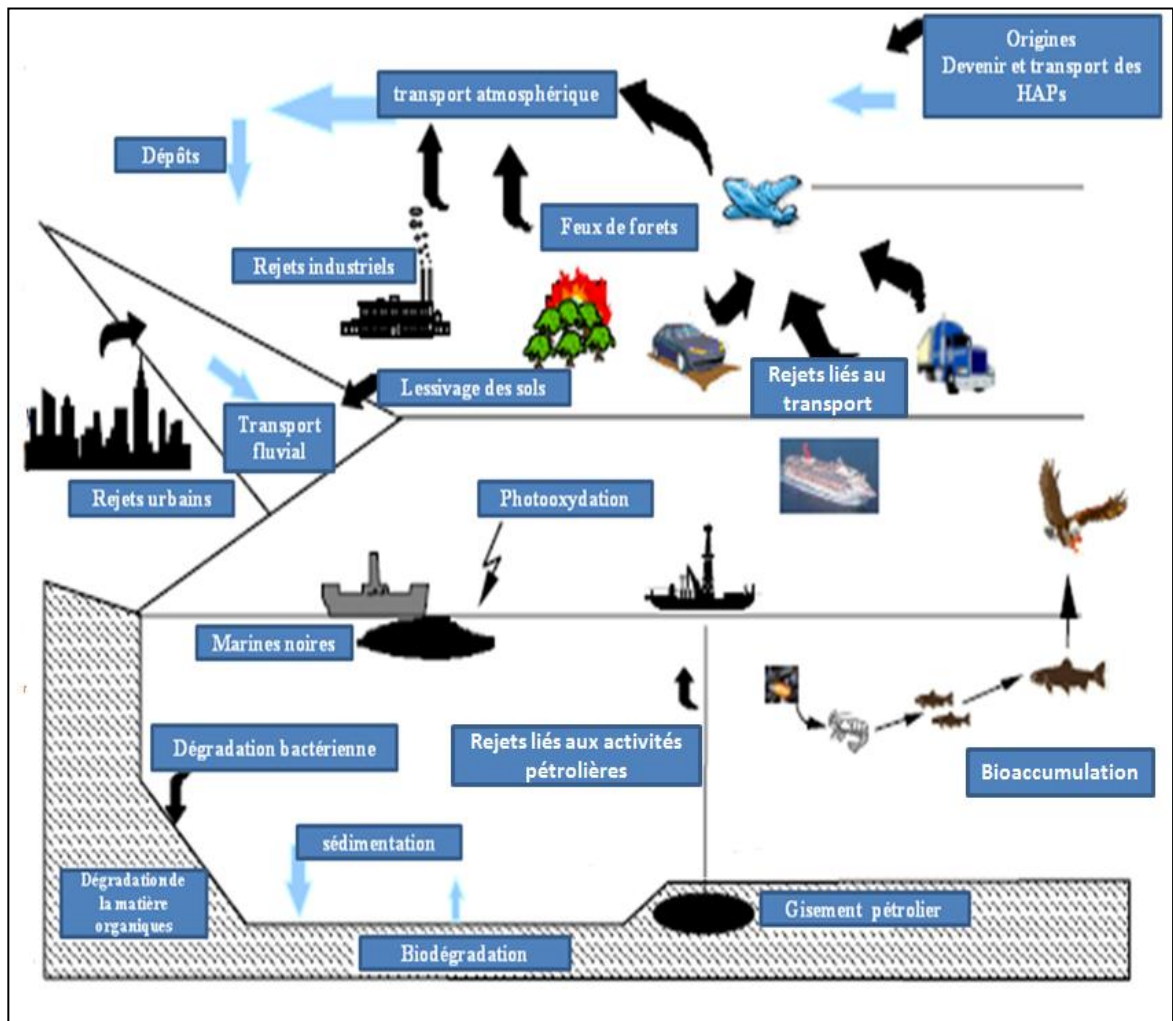 Origines
Devenir et transport des
HAPs
transport atmosphérique
Dépôts
Feux de forets
Rejets industriels
Rejets liés au
transport
Lessivage des sols
Transport
fluvial
Rejets urbains
Photooxydation
Marines noires
Dégradation bactérienne
Rejets liés aux activités
pétrolières
Bioaccumulation
sédimentation
Dégradation de
la matière
organiques
Gisement pétrolier
Biodégradation